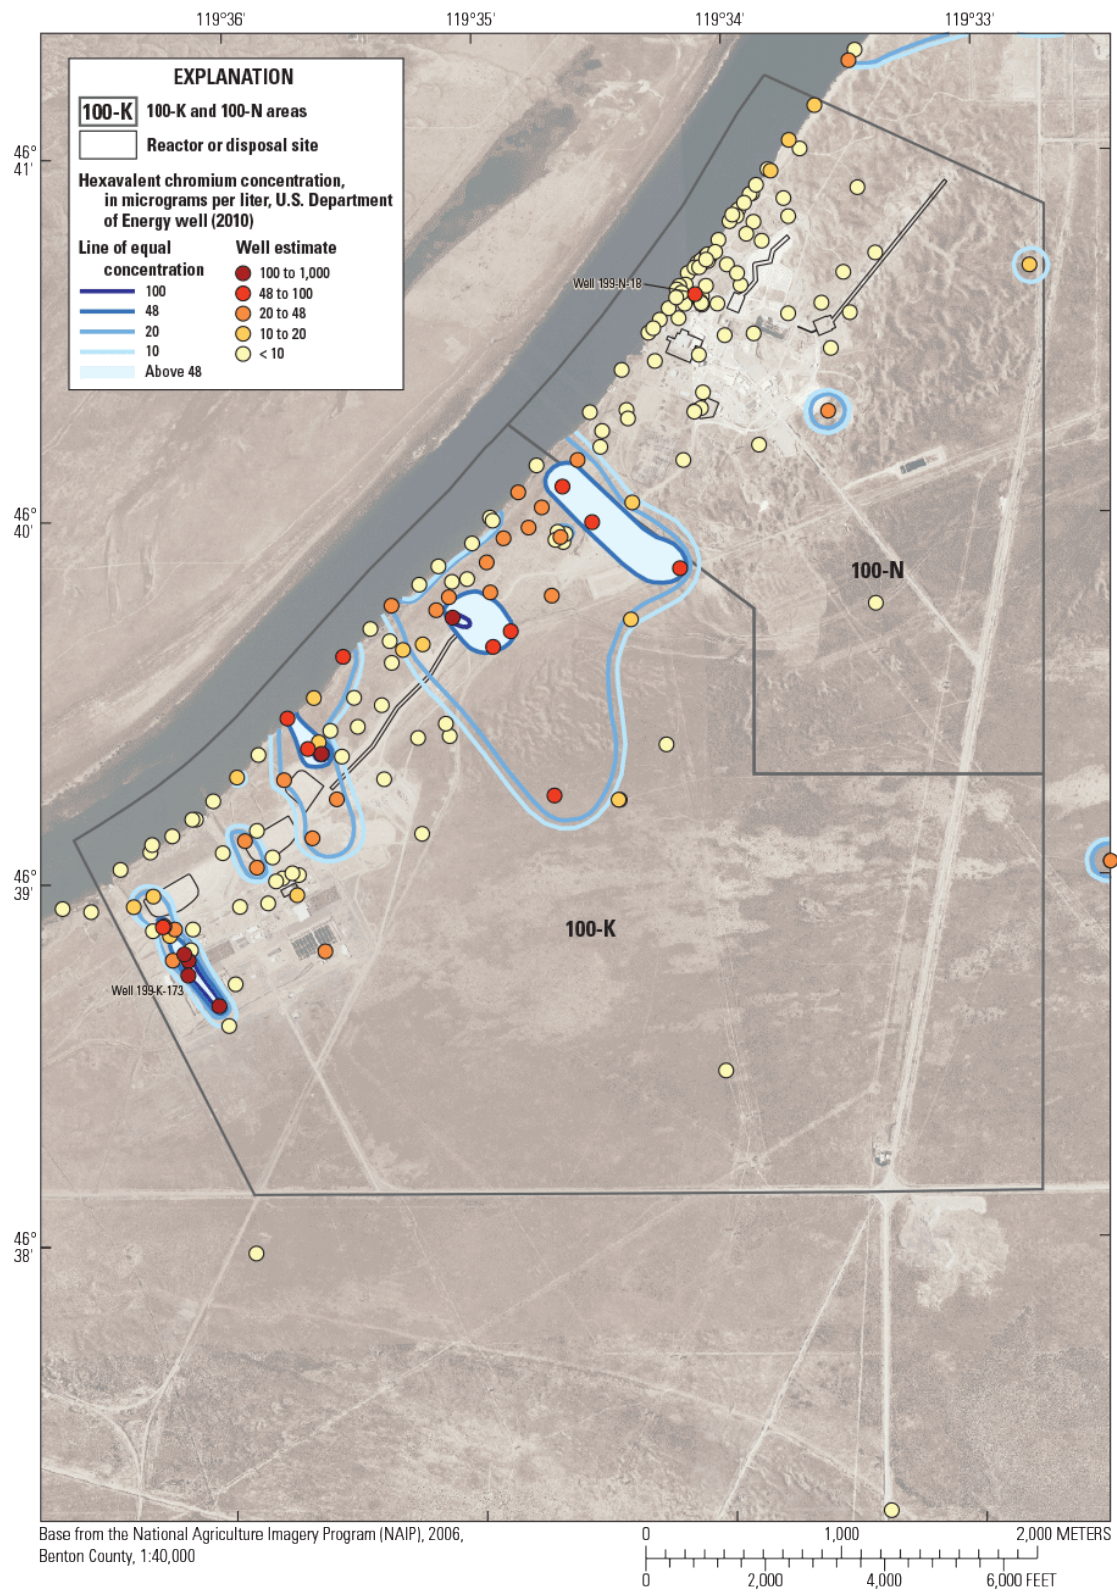 119°36' 119°35' 119°34' 119°33'
EXPLANATION
100-K 100-K and 100-N areas
Reactor or disposal site
Hexavalent chromium concentration,
in micrograms per liter, U.S. Department
of Energy well (2010)
Line of equal
concentration
100
48
20
10
Above 48
Well estimate
100 to 1,000
48 to 100
20 to 48
10 to 20
< 10
46°
41'
Well 199-N-18
46°
40'
100-N
46°
39'
100-K
Well 199-K-173
46°
38'
Base from the National Agriculture Imagery Program (NAIP), 2006,
Benton County, 1:40,000
0 1,000 2,000 METERS
0 2,000 4,000 6,000 FEET